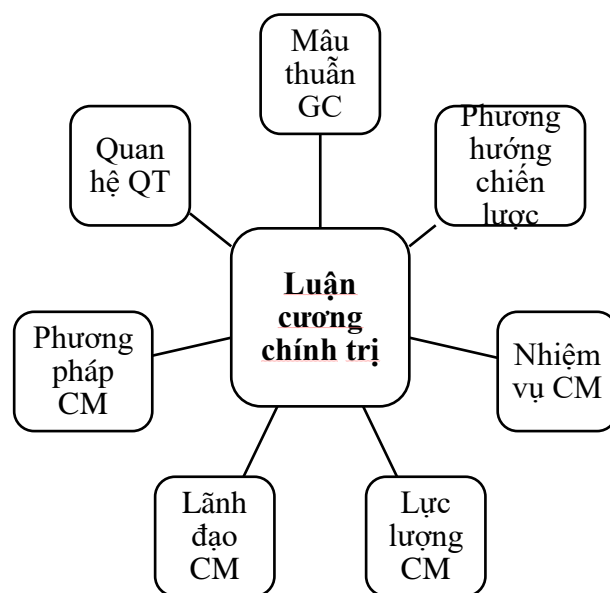 Mâu
thuẫn
GC
Phương
hướng
chiến
lược
Nhiệm
vụ CM
Lực
lượng
CM
Lãnh
đạo
CM
Phương
pháp
CM
Quan
hệ QT
Luận
cương
chính trị